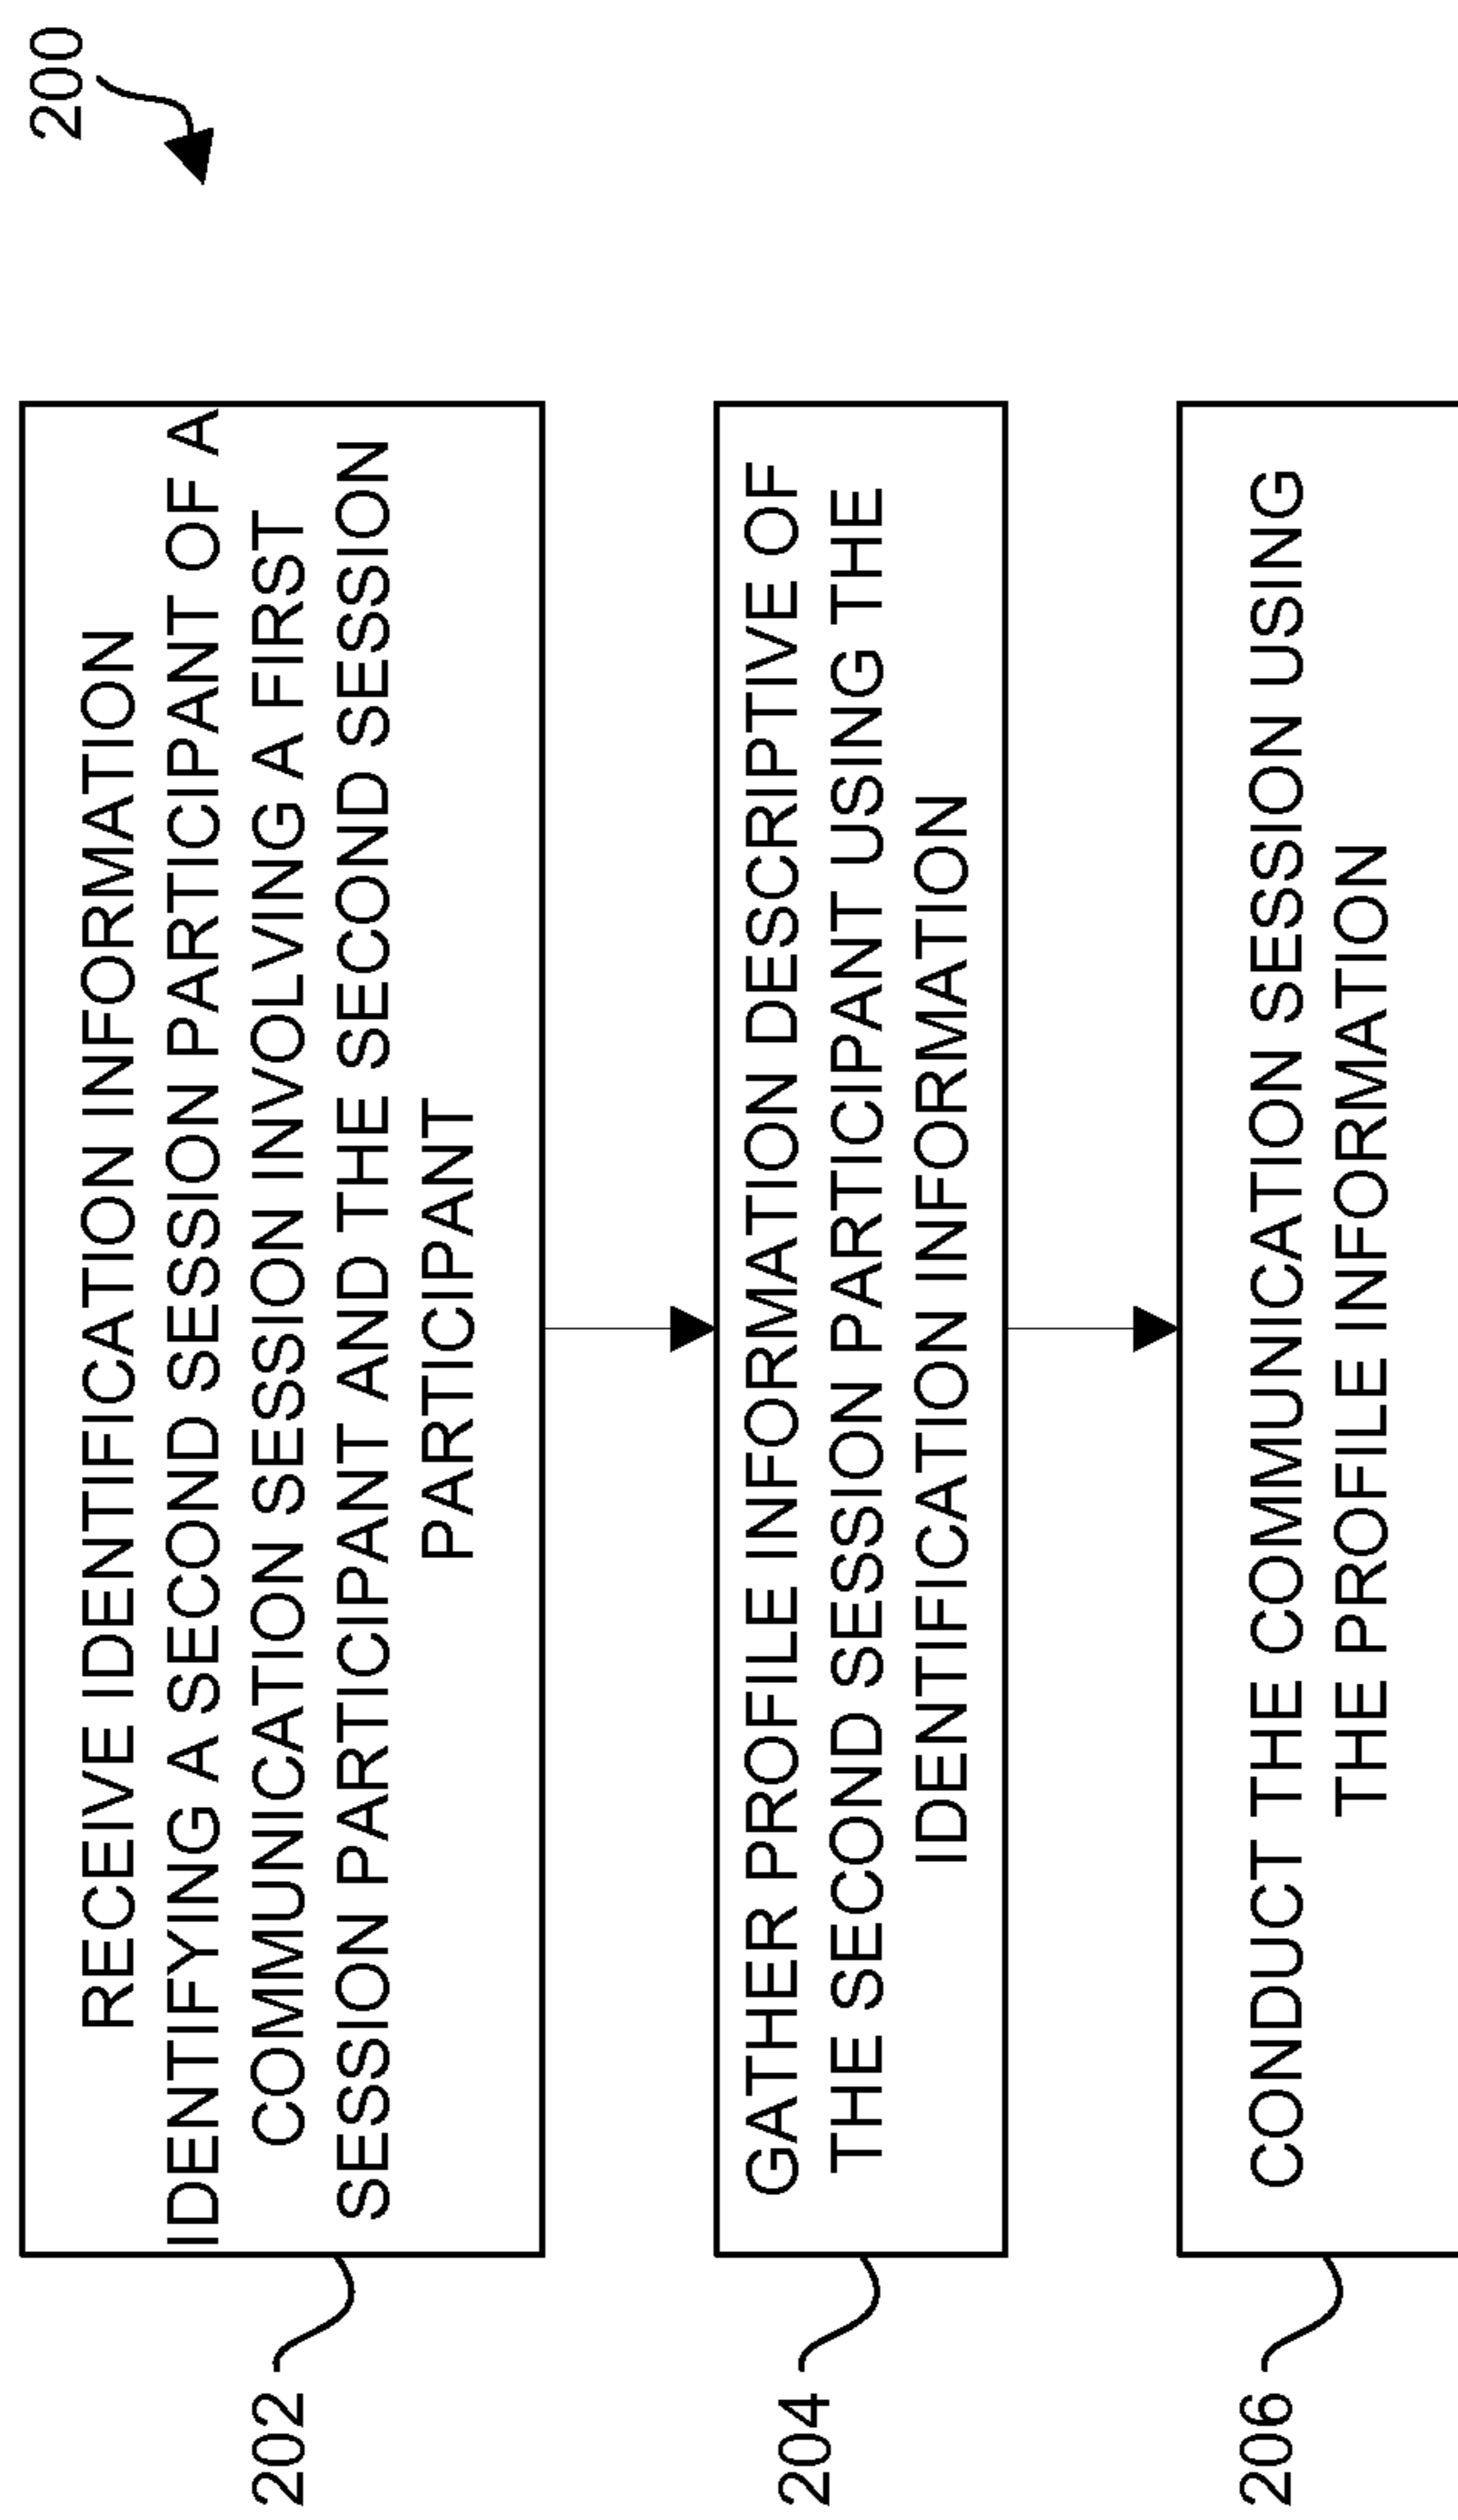 200
202
RECEIVE IDENTIFICATION INFORMATION
IDENTIFYING A SECOND SESSION PARTICIPANT OF A
COMMUNICATION SESSION INVOLVING A FIRST
SESSION PARTICIPANT AND THE SECOND SESSION
PARTICIPANT
204
GATHER PROFILE INFORMATION DESCRIPTIVE OF
THE SECOND SESSION PARTICIPANT USING THE
IDENTIFICATION INFORMATION
206
CONDUCT THE COMMUNICATION SESSION USING
THE PROFILE INFORMATION